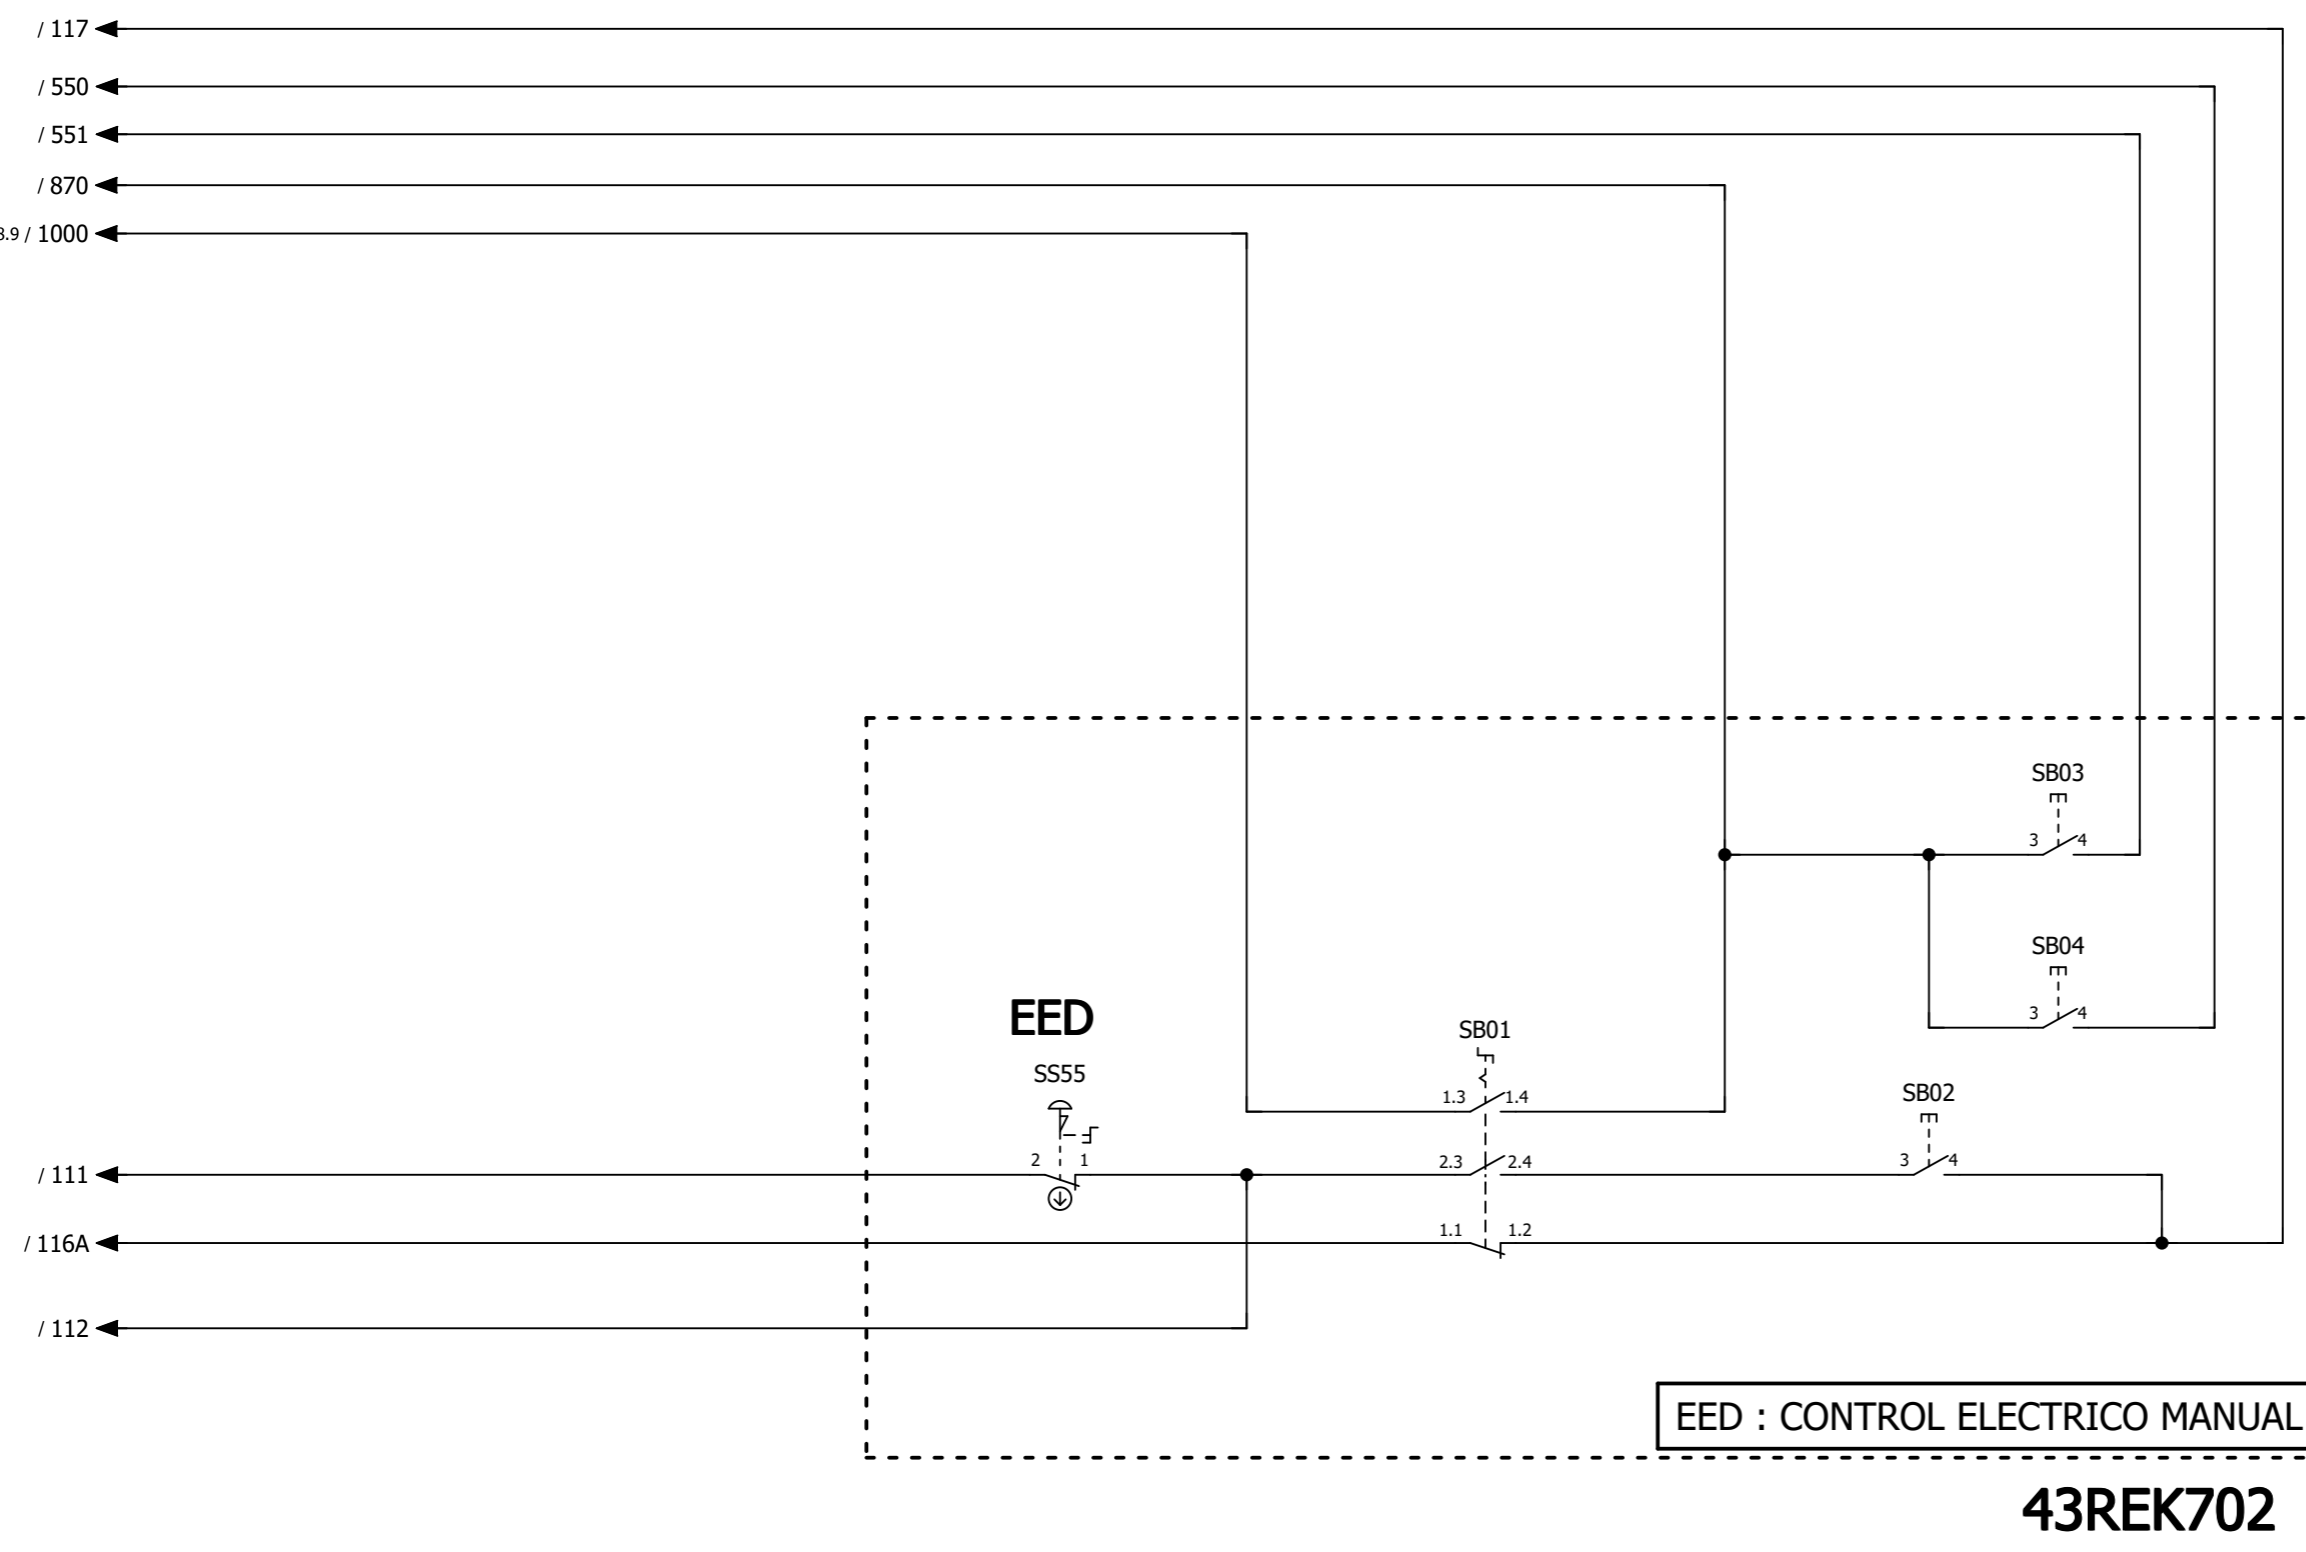 / 117
/ 550
/ 551
/ 870
8.9 / 1000
SB03
3 4
SB04
3 4
EED
SB01
SS55
1.3 1.4
SB02
/ 111
2 1
2.3 2.4
3 4
/ 116A
1.1 1.2
/ 112
EED : CONTROL ELECTRICO MANUAL
43REK702